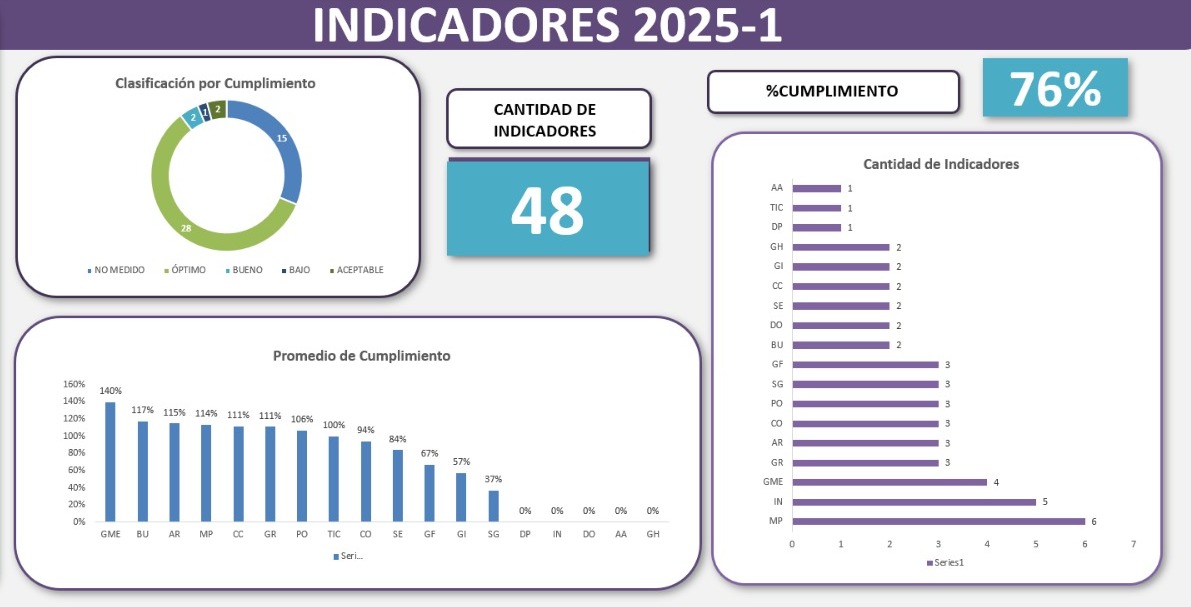 INDICADORES 2025-1
Clasificación por Cumplimiento
2
1
2
15
28
NO MEDIDO ÓPTIMO BUENO BAJO ACEPTABLE
CANTIDAD DE
INDICADORES
48
%CUMPLIMIENTO
76%
Promedio de Cumplimiento
160%
140%
120%
100%
80%
60%
40%
20%
0%
140% 117% 115% 114% 111% 111% 106% 100% 94% 84% 67% 57% 37% 0% 0% 0% 0% 0%
GME BU AR MP CC GR PO TIC CO SE GF GI SG DP IN DO AA GH
Seri...
Cantidad de Indicadores
AA 1
TIC 1
DP 1
GH 2
GI 2
CC 2
SE 2
DO 2
BU 2
GF 3
SG 3
PO 3
CO 3
AR 3
GR 3
GME 4
IN 5
MP 6
0 1 2 3 4 5 6 7
Series1